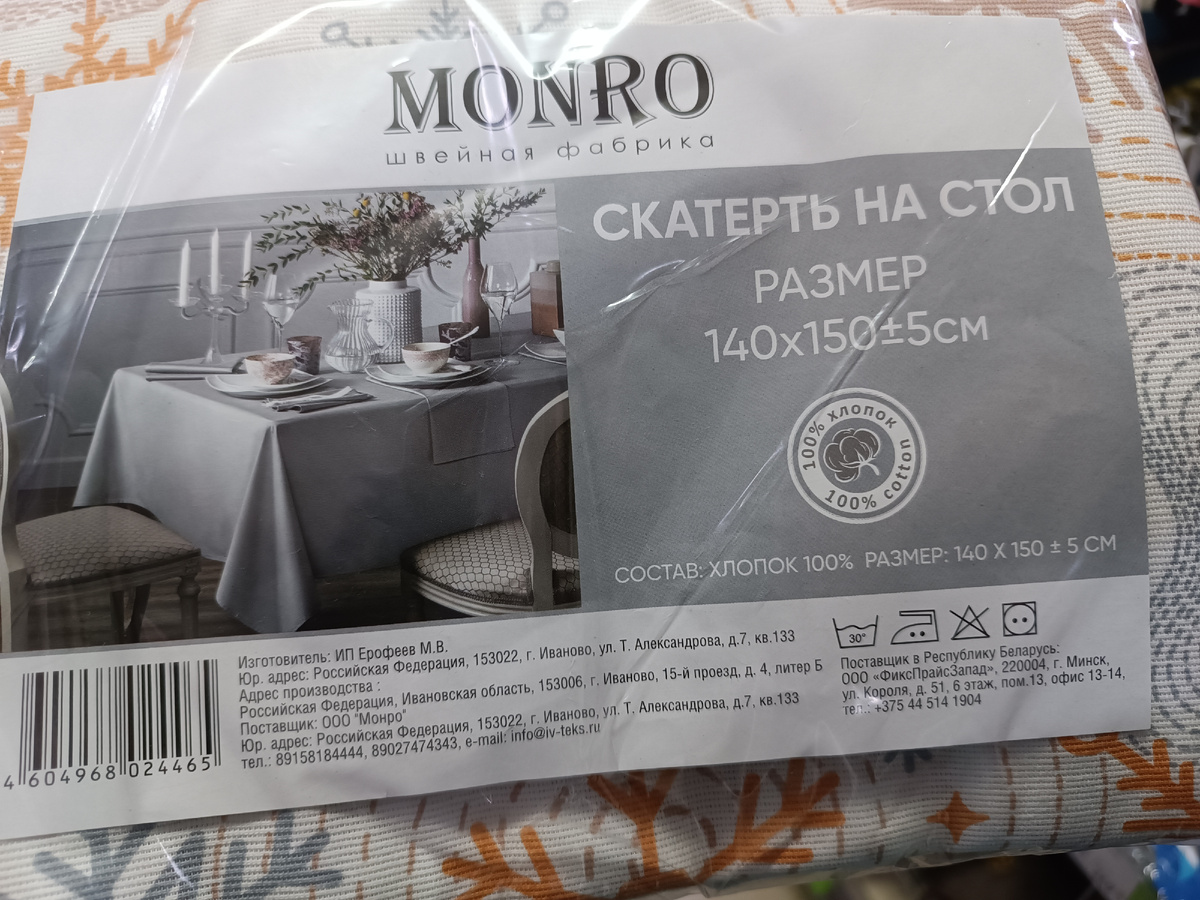 MONRO
швейная фабрика
СКАТЕРТЬ НА СТОЛ
РАЗМЕР
140х150±5см
100% хлопок
100% cotton
СОСТАВ: ХЛОПОК 100% РАЗМЕР: 140 Х 150 ± 5 СМ
30°
Изготовитель: ИП Ерофеев М.В.
Юр. адрес: Российская Федерация, 153022, г. Иваново, ул. Т. Александрова, д.7, кв.133
Адрес производства :
Российская Федерация, Ивановская область, 153006, г. Иваново, 15-й проезд, д. 4, литер Б
Поставщик: ООО "Монро"
Юр. адрес: Российская Федерация, 153022, г. Иваново, ул. Т. Александрова, д.7, кв.133
тел.: 89158184444, 89027474343, e-mail: info@iv-teks.ru
Поставщик в Республику Беларусь:
ООО «ФиксПрайсЗапад», 220004, г. Минск,
ул. Короля, д. 51, 6 этаж, пом.13, офис 13-14,
тел.: +375 44 514 1904
4 604968 024465